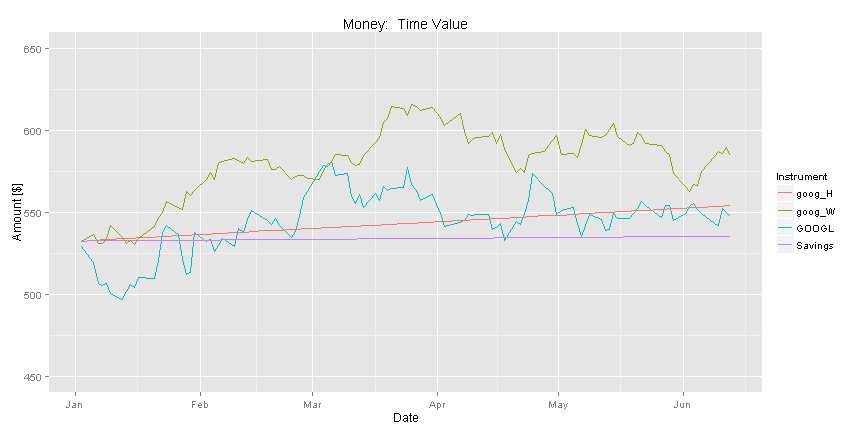 Money:  Time Value
650
600
550
500
450
Amount [$]
Jan Feb Mar Apr May Jun
Date
Instrument
goog_H
goog_W
GOOGL
Savings